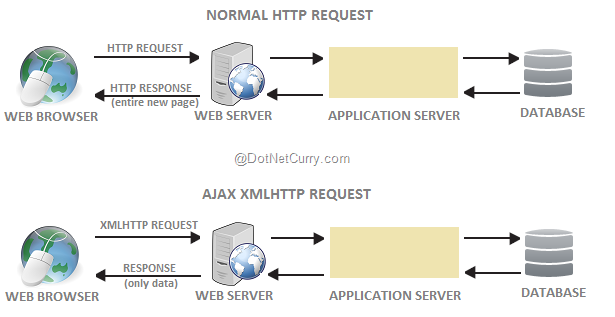 NORMAL HTTP REQUEST
HTTP REQUEST
HTTP RESPONSE
(entire new page)
WEB BROWSER
WEB SERVER
APPLICATION SERVER
DATABASE
@DotNetCurry.com
AJAX XMLHTTP REQUEST
XMLHTTP REQUEST
RESPONSE
(only data)
WEB BROWSER
WEB SERVER
APPLICATION SERVER
DATABASE